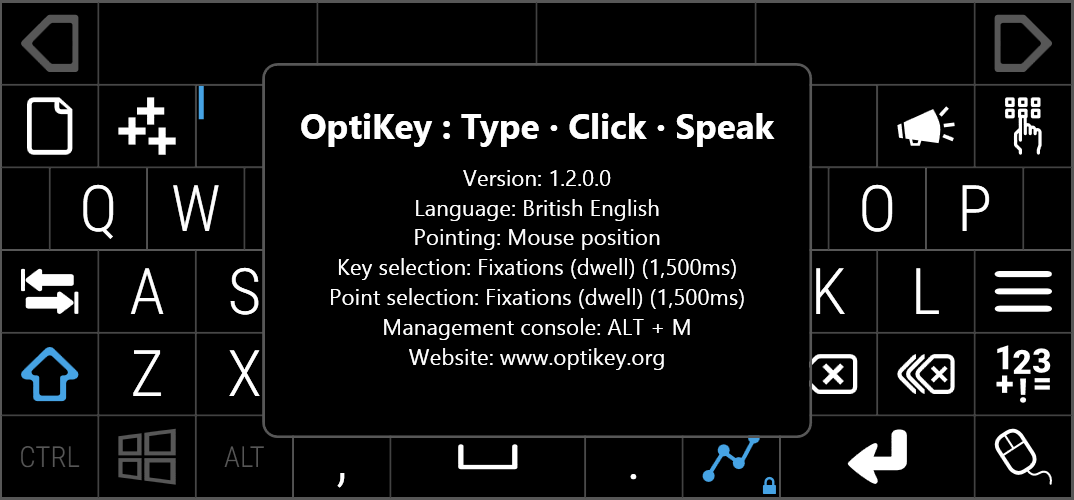 OptiKey : Type · Click · Speak
Version: 1.2.0.0
Language: British English
Pointing: Mouse position
Key selection: Fixations (dwell) (1,500ms)
Point selection: Fixations (dwell) (1,500ms)
Management console: ALT + M
Website: www.optikey.org
Q W O P
A S K L
Z X 123 +!=
CTRL ALT , .